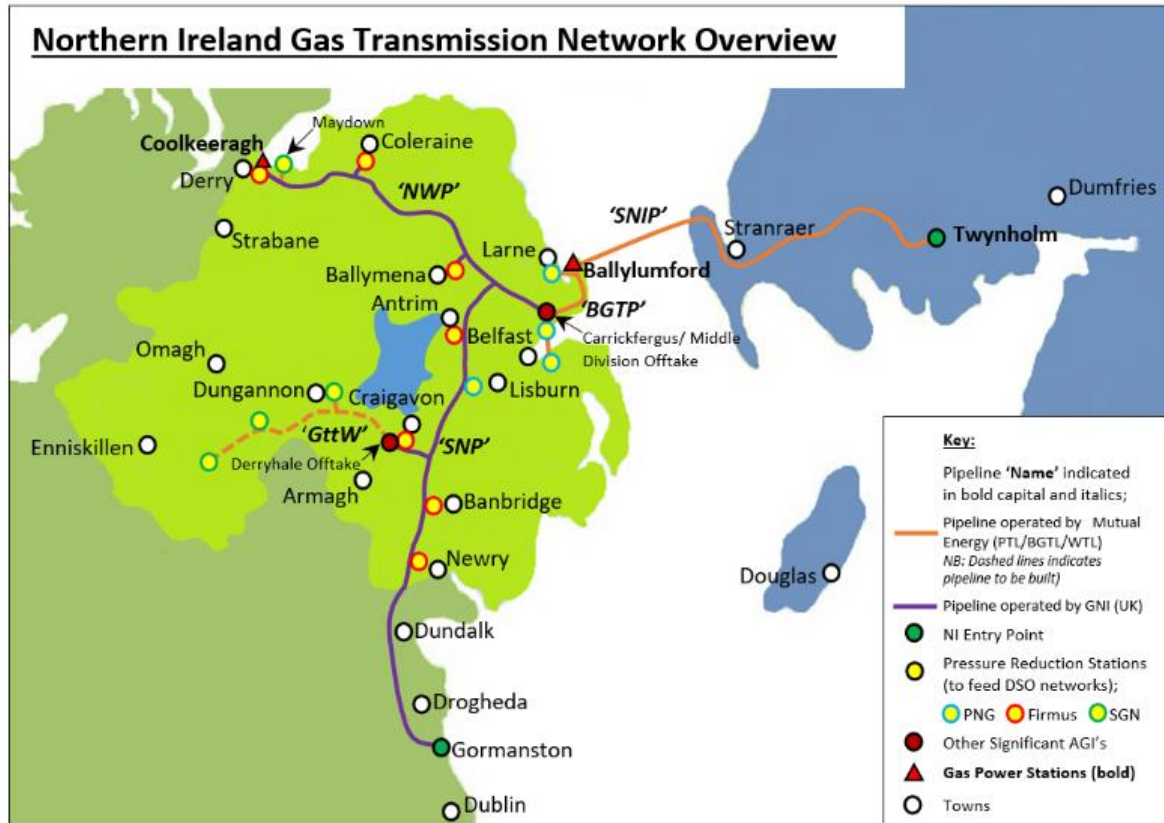 Northern Ireland Gas Transmission Network Overview
Maydown
Coolkeeragh
Coleraine
Derry
'NWP'
Dumfries
'SNIP'
Strabane
Stranraer
Larne
Twynholm
Ballylumford
Ballymena
Antrim
'BGTP'
Belfast
Carrickfergus/ Middle
Division Offtake
Omagh
Dungannon
Lisburn
Craigavon
Enniskillen
'GttW'
'SNP'
Derryhale Offtake
Armagh
Banbridge
Newry
Douglas
Dundalk
Drogheda
Gormanston
Dublin
Key:
Pipeline 'Name' indicated
in bold capital and italics;
Pipeline operated by Mutual
Energy (PTL/BGTL/WTL)
NB: Dashed lines indicates
pipeline to be built)
Pipeline operated by GNI (UK)
NI Entry Point
Pressure Reduction Stations
(to feed DSO networks);
PNG Firmus SGN
Other Significant AGI's
Gas Power Stations (bold)
Towns